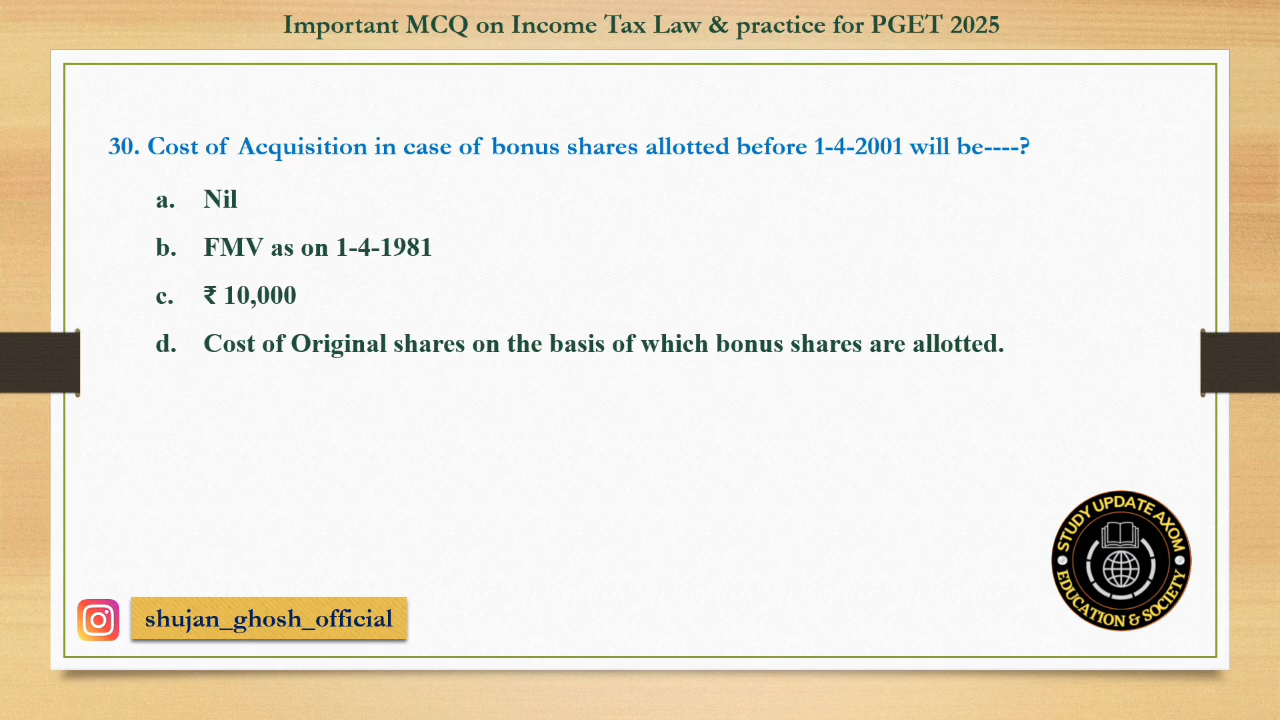 Important MCQ on Income Tax Law & practice for PGET 2025
30. Cost of Acquisition in case of bonus shares allotted before 1-4-2001 will be----?
a. Nil
b. FMV as on 1-4-1981
c. ₹ 10,000
d. Cost of Original shares on the basis of which bonus shares are allotted.
STUDY UPDATE AXOM
EDUCATION & SOCIETY
shujan_ghosh_official